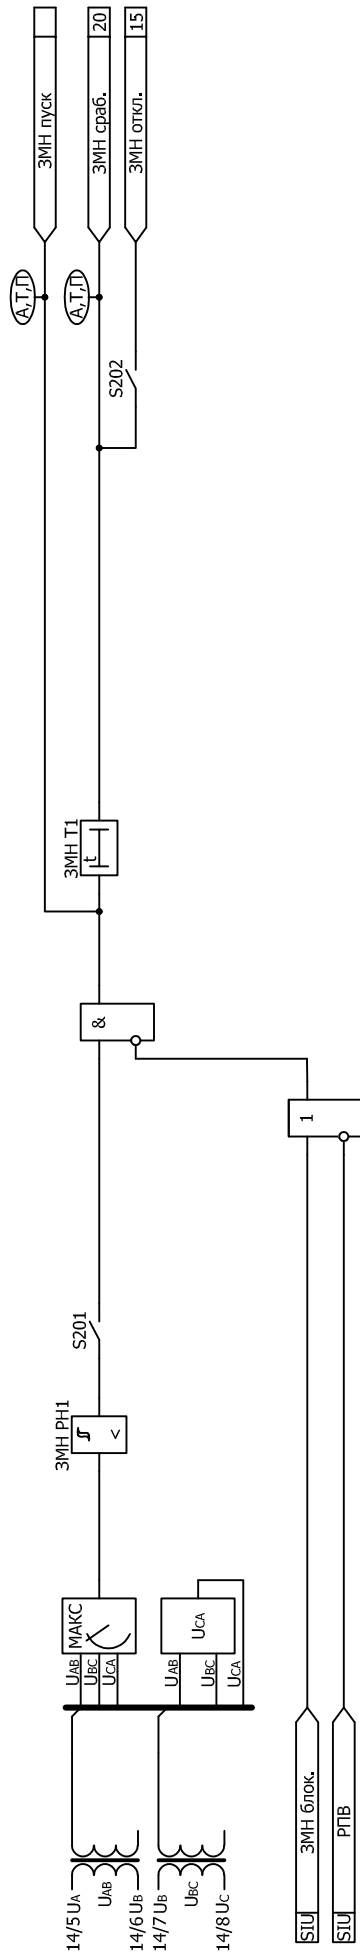 14/5 UA
UAB
14/6 UB
14/7 UB
UBC
14/8 UC
UAB
UBC
UCA
МАКС
UAB
UBC
UCA
UCA
ЗМН РН1
<
S201
&
ЗМН Т1
t
S202
А,Т,П
А,Т,П
ЗМН пуск
ЗМН сраб.
20
ЗМН откл.
15
SIU
ЗМН блок.
SIU
РПВ
1